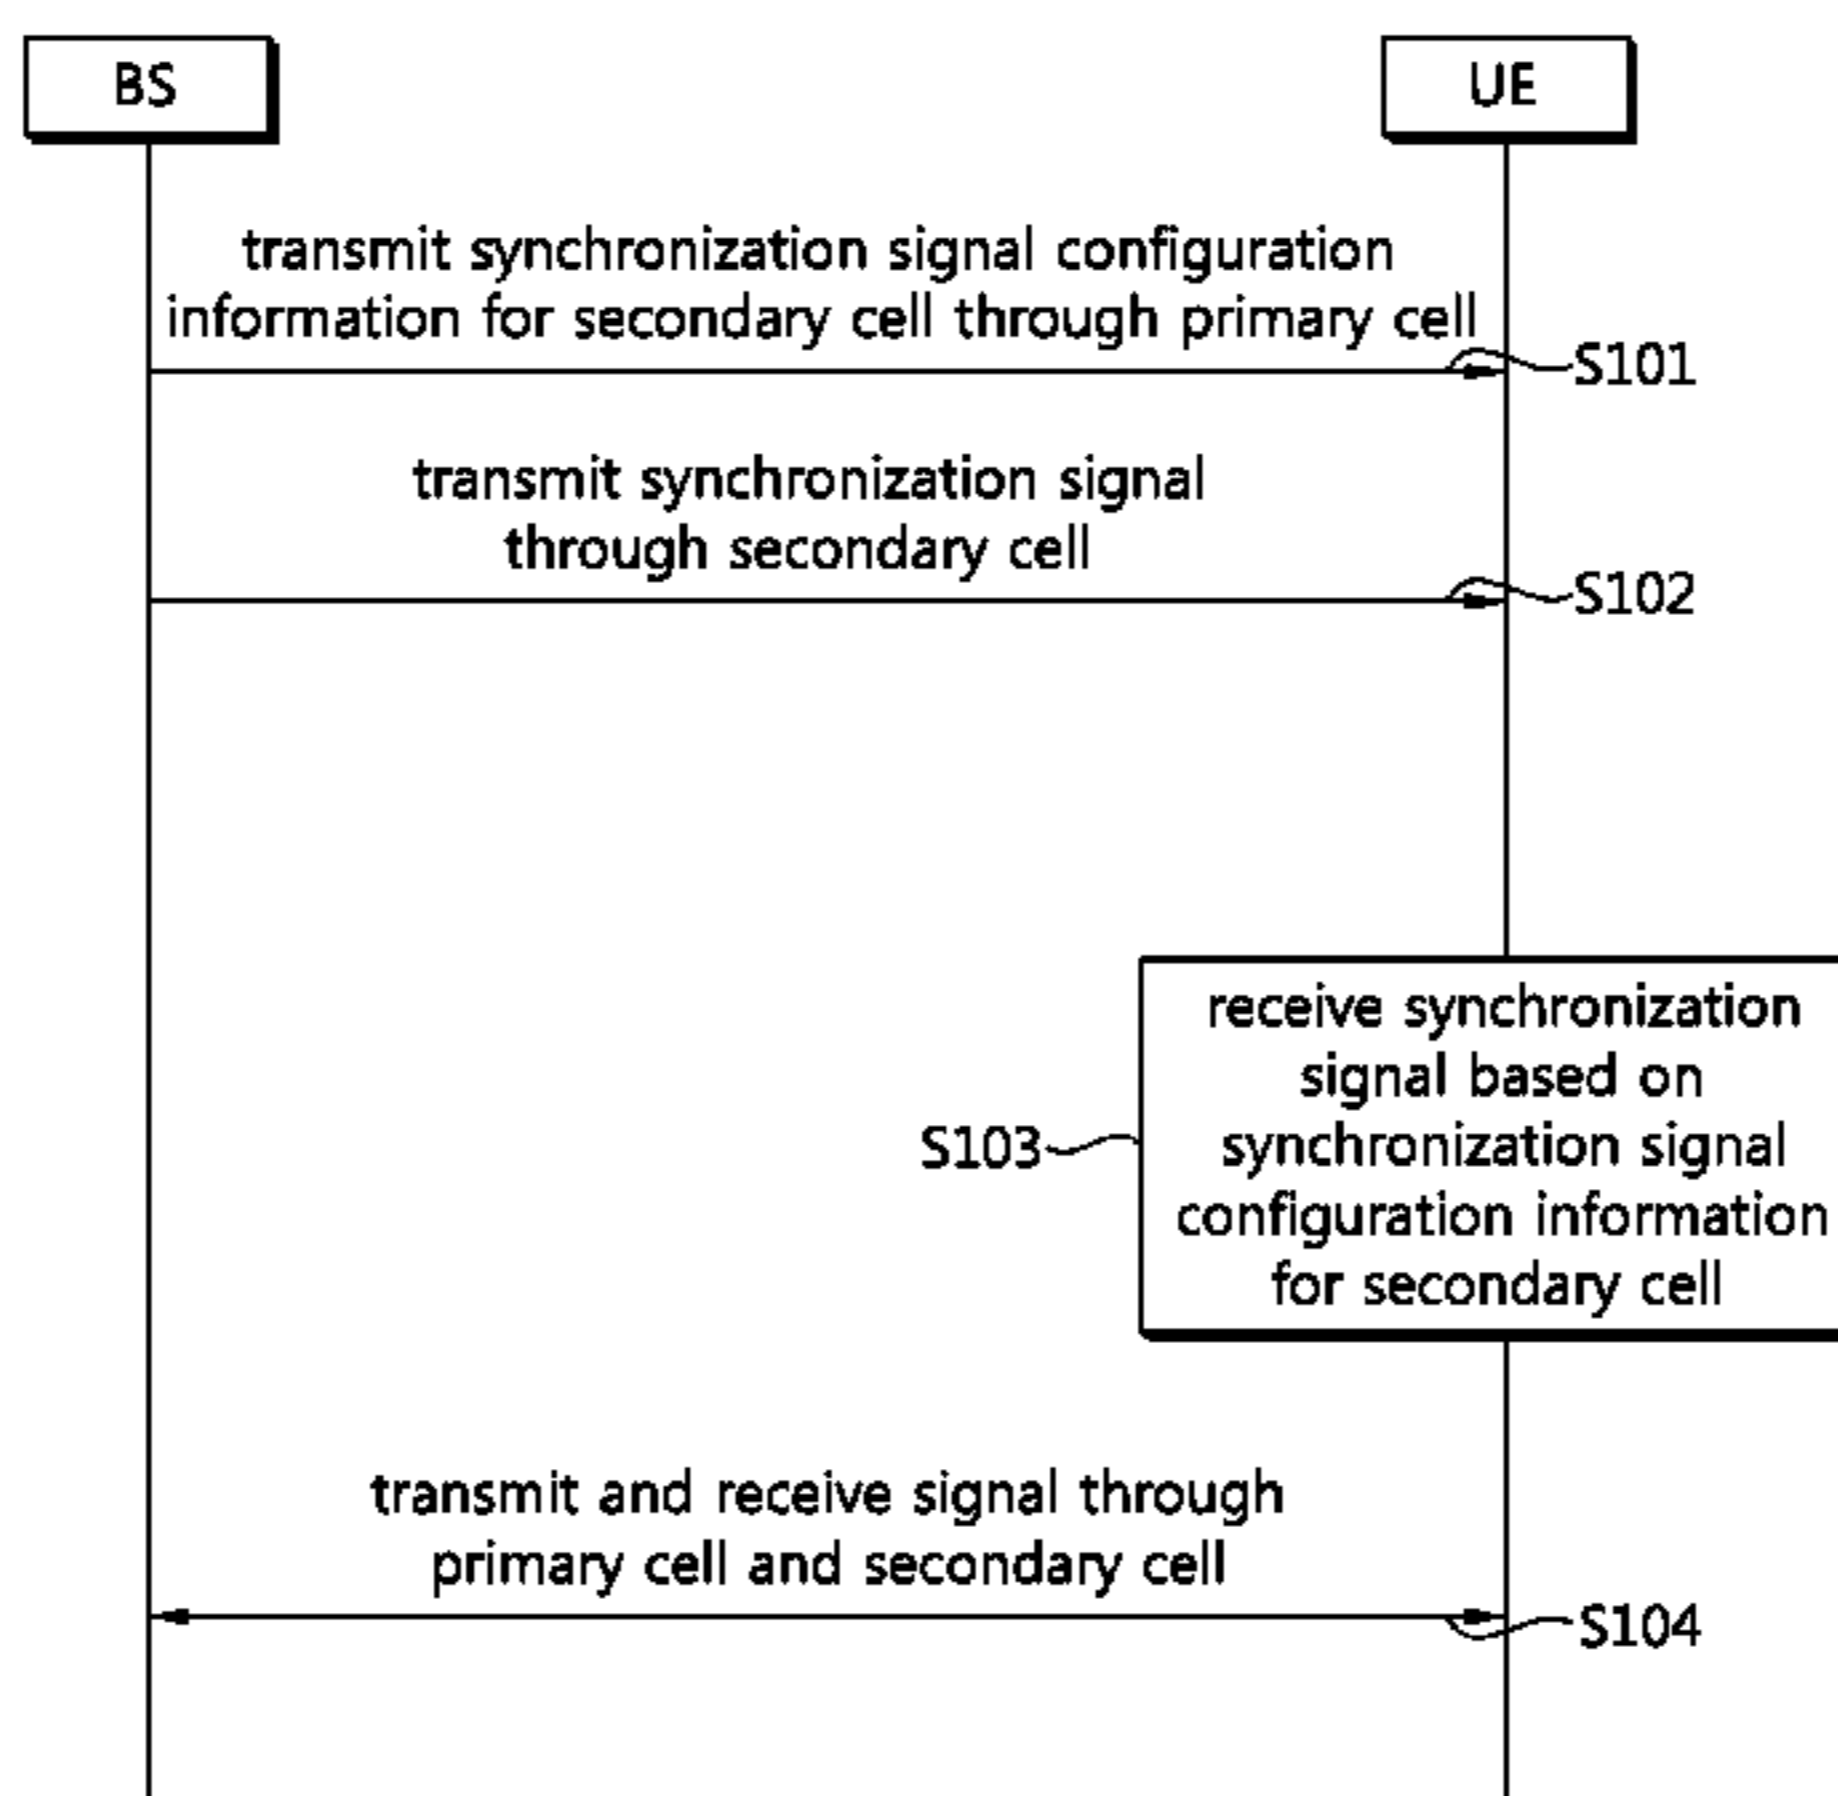 BS
UE
transmit synchronization signal configuration
information for secondary cell through primary cell
S101
transmit synchronization signal
through secondary cell
S102
receive synchronization
signal based on
synchronization signal
configuration information
for secondary cell
S103
transmit and receive signal through
primary cell and secondary cell
S104